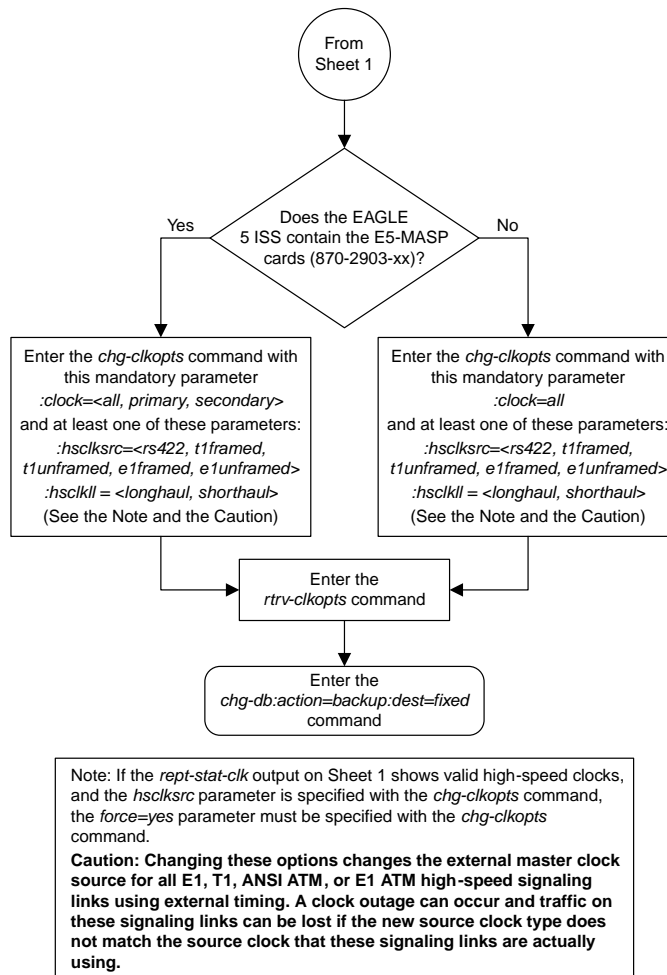 From
Sheet 1
Does the EAGLE
5 ISS contain the E5-MASP
cards (870-2903-xx)?
Yes
No
Enter the chg-clkopts command with
this mandatory parameter
:clock=<all, primary, secondary>
and at least one of these parameters:
:hsclksrc=<rs422, t1framed,
t1unframed, e1framed, e1unframed>
:hsclkll = <longhaul, shorthaul>
(See the Note and the Caution)
Enter the chg-clkopts command with
this mandatory parameter
:clock=all
and at least one of these parameters:
:hsclksrc=<rs422, t1framed,
t1unframed, e1framed, e1unframed>
:hsclkll = <longhaul, shorthaul>
(See the Note and the Caution)
Enter the
rtrv-clkopts command
Enter the
chg-db:action=backup:dest=fixed
command
Note: If the rept-stat-clk output on Sheet 1 shows valid high-speed clocks,
and the hsclksrc parameter is specified with the chg-clkopts command,
the force=yes parameter must be specified with the chg-clkopts
command.
Caution: Changing these options changes the external master clock
source for all E1, T1, ANSI ATM, or E1 ATM high-speed signaling
links using external timing. A clock outage can occur and traffic on
these signaling links can be lost if the new source clock type does
not match the source clock that these signaling links are actually
using.